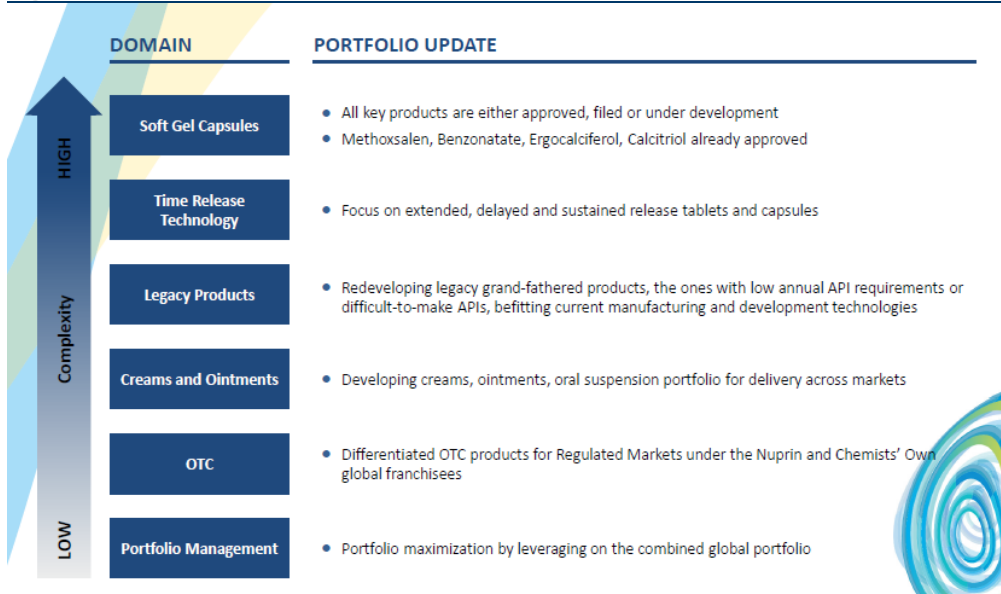 DOMAIN
PORTFOLIO UPDATE
HIGH
Complexity
LOW
Soft Gel Capsules
• All key products are either approved, filed or under development
• Methoxsalen, Benzonatate, Ergocalciferol, Calcitriol already approved
Time Release
Technology
• Focus on extended, delayed and sustained release tablets and capsules
Legacy Products
• Redeveloping legacy grand-fathered products, the ones with low annual API requirements or
difficult-to-make APIs, befitting current manufacturing and development technologies
Creams and Ointments
• Developing creams, ointments, oral suspension portfolio for delivery across markets
OTC
• Differentiated OTC products for Regulated Markets under the Nuprin and Chemists’ Own
global franchisees
Portfolio Management
• Portfolio maximization by leveraging on the combined global portfolio